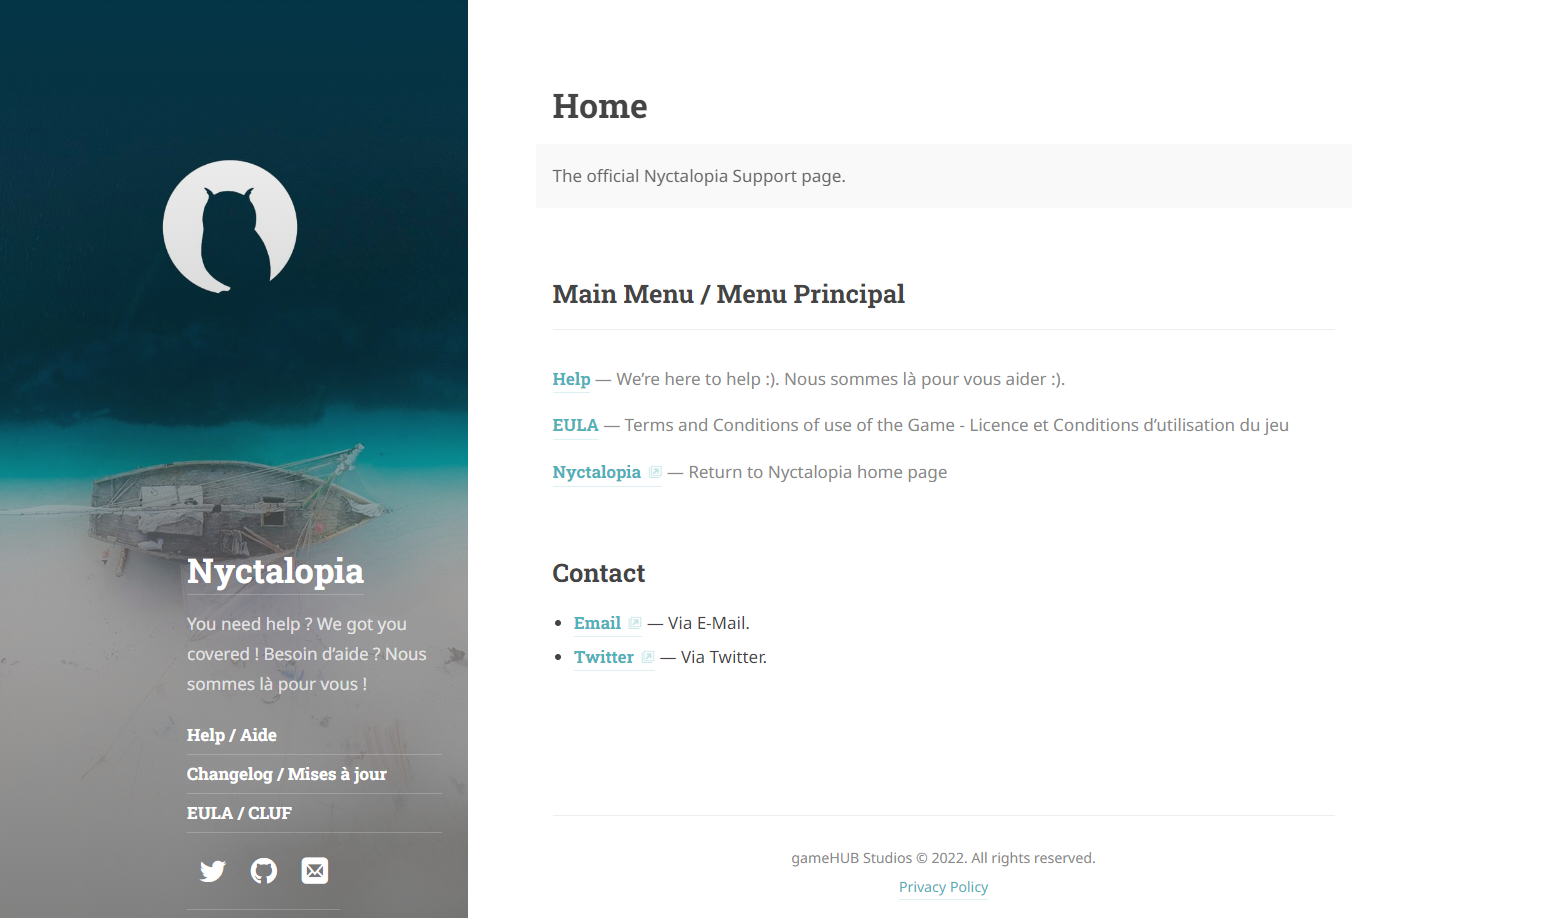 Nyctalopia
You need help ? We got you
covered ! Besoin d’aide ? Nous
sommes là pour vous !
Help / Aide
Changelog / Mises à jour
EULA / CLUF
Home
The official Nyctalopia Support page.
Main Menu / Menu Principal
Help — We’re here to help :). Nous sommes là pour vous aider :).
EULA — Terms and Conditions of use of the Game - Licence et Conditions d’utilisation du jeu
Nyctalopia — Return to Nyctalopia home page
Contact
Email — Via E-Mail.
Twitter — Via Twitter.
gameHUB Studios © 2022. All rights reserved.
Privacy Policy